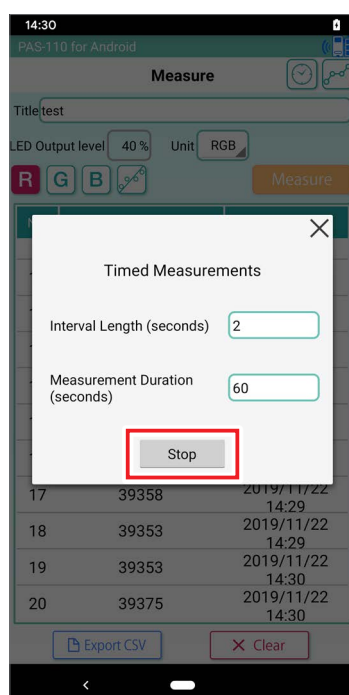 14:30
PAS-110 for Android
Measure
Title test
LED Output level 40 % Unit RGB
R G B Measure
Timed Measurements
Interval Length (seconds) 2
Measurement Duration (seconds) 60
Stop
17 39358 2019/11/22 14:29
18 39353 2019/11/22 14:29
19 39353 2019/11/22 14:30
20 39375 2019/11/22 14:30
Export CSV Clear